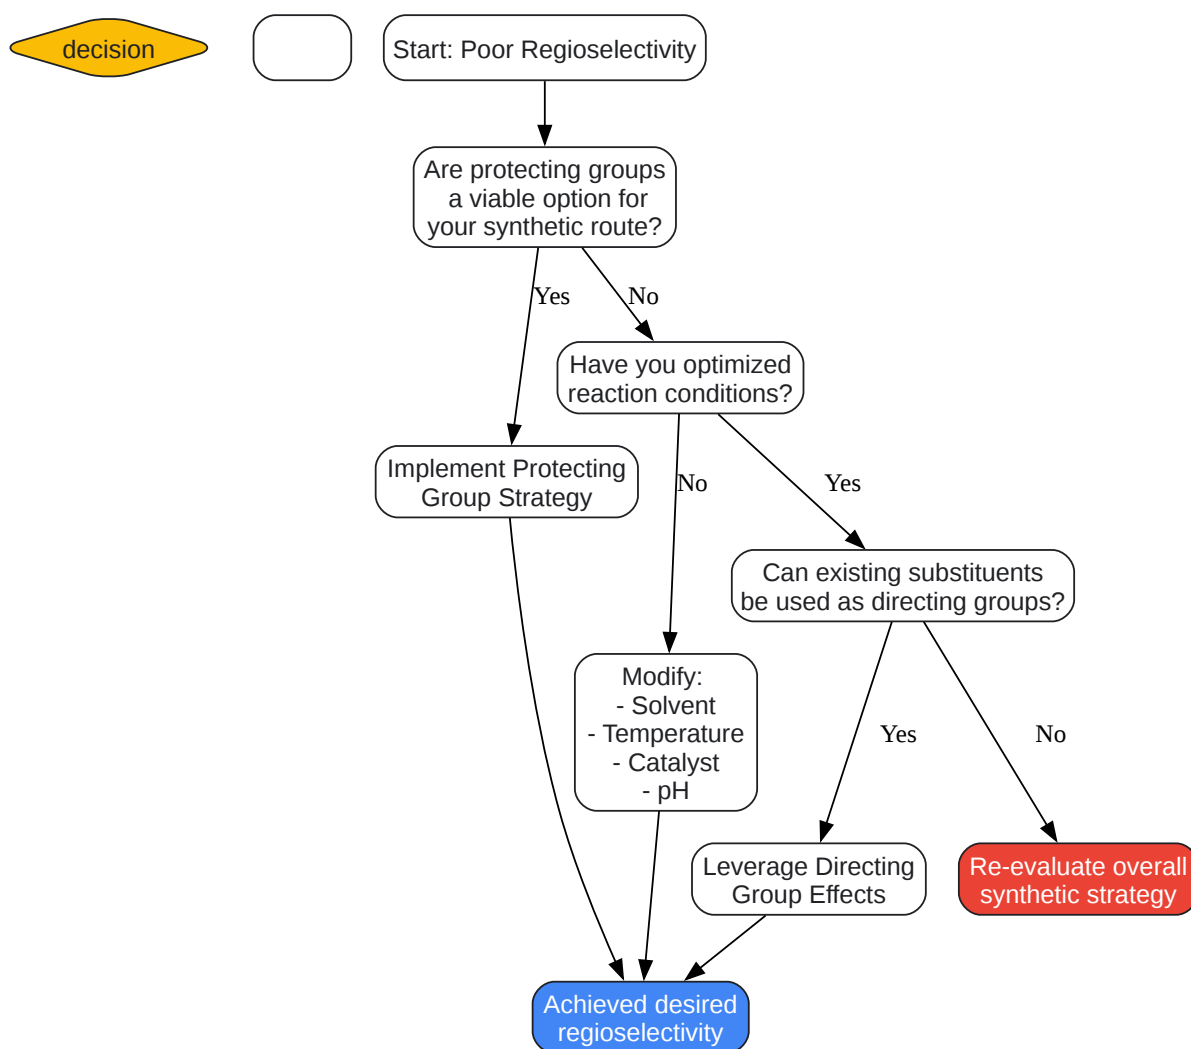 decision
Start: Poor Regioselectivity
Are protecting groups
a viable option for
your synthetic route?
Yes
No
Have you optimized
reaction conditions?
Implement Protecting
Group Strategy
No
Yes
Can existing substituents
be used as directing groups?
Modify:
- Solvent
- Temperature
- Catalyst
- pH
Yes
No
Leverage Directing
Group Effects
Re-evaluate overall
synthetic strategy
Achieved desired
regioselectivity